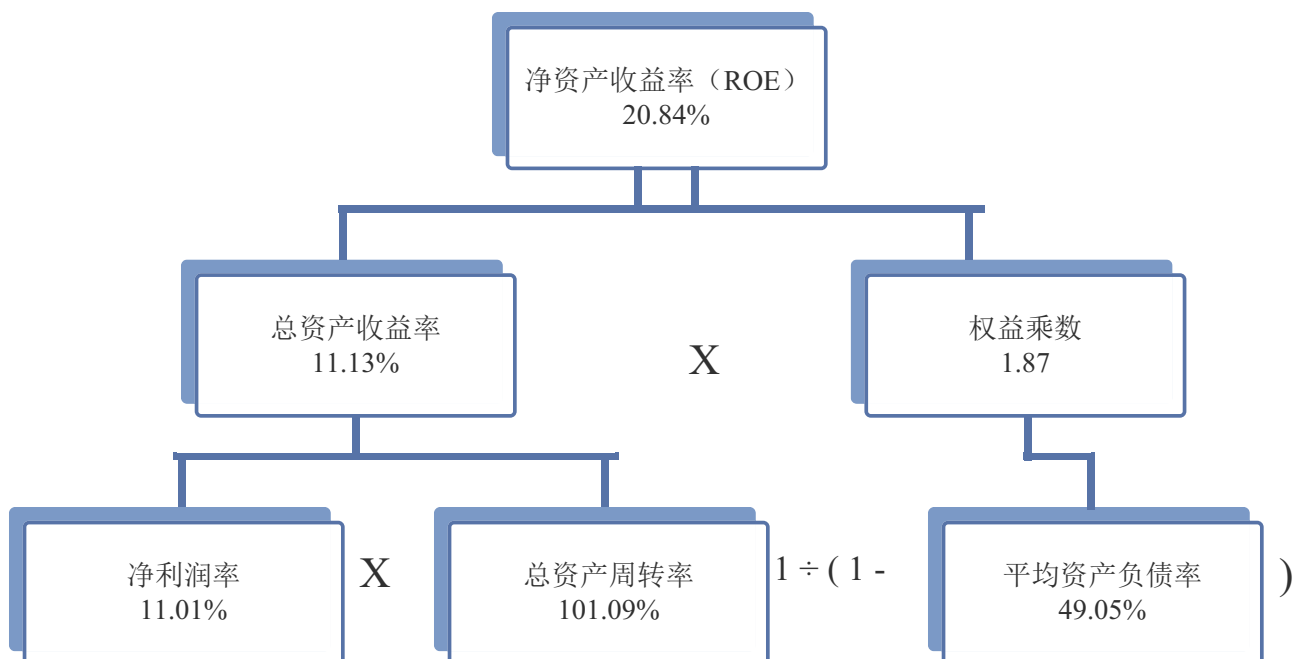 净资产收益率（ROE）
20.84%
总资产收益率
11.13%
X
权益乘数
1.87
净利润率
11.01%
X
总资产周转率
101.09%
1 ÷ ( 1 -
平均资产负债率
49.05%
)